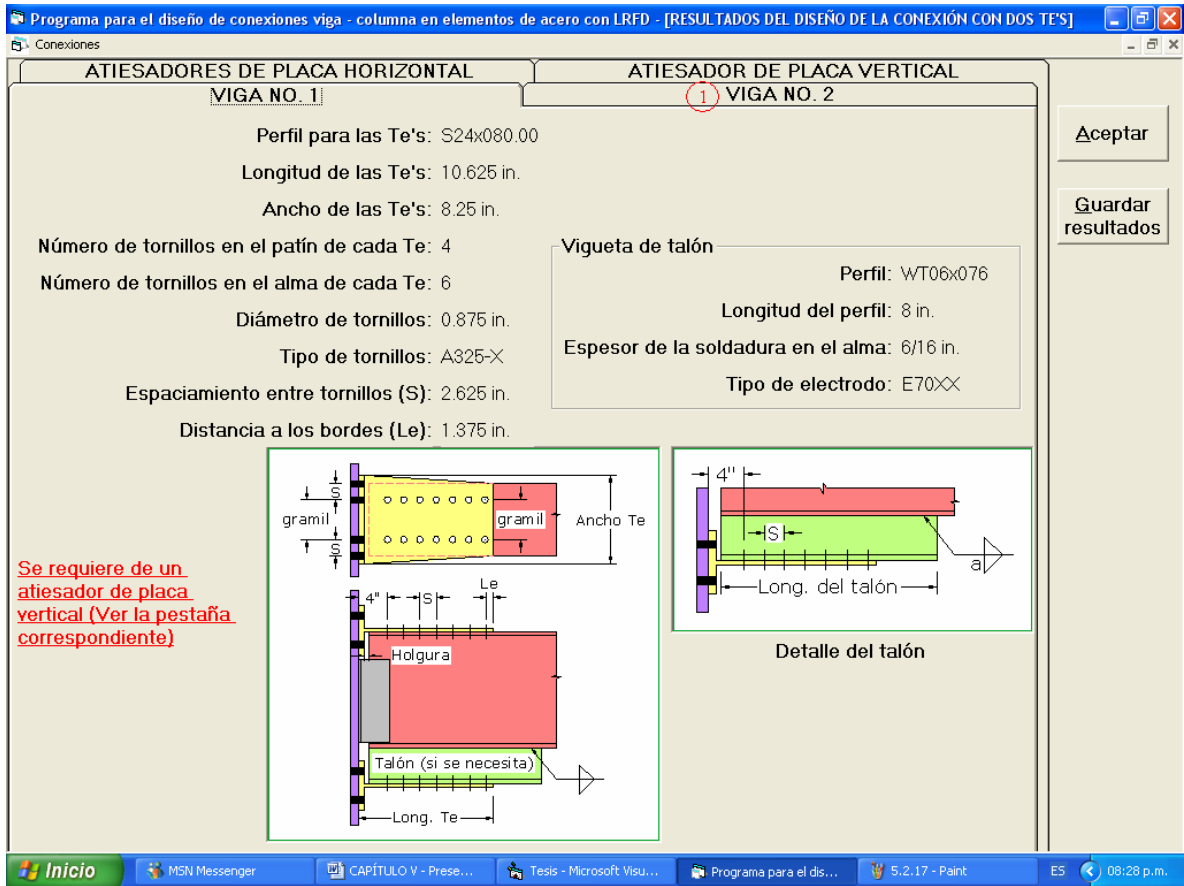 Programa para el diseño de conexiones viga - columna en elementos de acero con LRFD - [RESULTADOS DEL DISEÑO DE LA CONEXIÓN CON DOS TE'S]
Conexiones
ATIESADORES DE PLACA HORIZONTAL
ATIESADOR DE PLACA VERTICAL
VIGA NO. 1
1 VIGA NO. 2
Perfil para las Te's: S24x080.00
Longitud de las Te's: 10.625 in.
Ancho de las Te's: 8.25 in.
Número de tornillos en el patín de cada Te: 4
Número de tornillos en el alma de cada Te: 6
Diámetro de tornillos: 0.875 in.
Tipo de tornillos: A325-X
Espaciamiento entre tornillos (S): 2.625 in.
Distancia a los bordes (Le): 1.375 in.
Vigueta de talón
Perfil: WT06x076
Longitud del perfil: 8 in.
Espesor de la soldadura en el alma: 6/16 in.
Tipo de electrodo: E70XX
Aceptar
Guardar
resultados
S
gramil
gramil
Ancho Te
S
Le
4"
S
Holgura
Talón (si se necesita)
Long. Te
4"
S
a
Long. del talón
Detalle del talón
Se requiere de un
atiesador de placa
vertical (Ver la pestaña
correspondiente)
Inicio
MSN Messenger
CAPÍTULO V - Prese...
Tesis - Microsoft Visu...
Programa para el dis...
5.2.17 - Paint
ES
08:28 p.m.